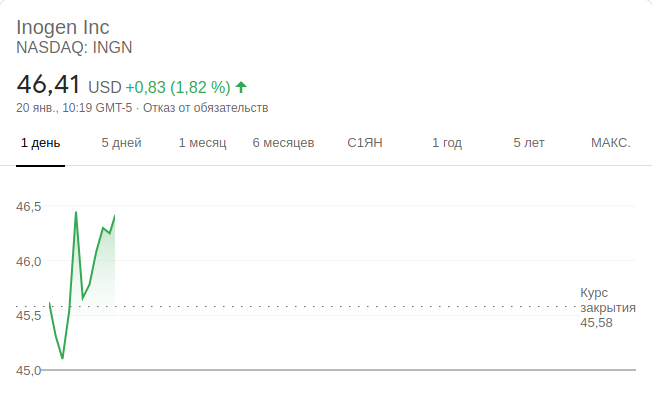 Inogen Inc
NASDAQ: INGN
46,41 USD +0,83 (1,82 %)
20 янв., 10:19 GMT-5 · Отказ от обязательств
1 день 5 дней 1 месяц 6 месяцев С1ЯН 1 год 5 лет МАКС.
46,5
46,0
45,5
45,0
Курс
закрытия
45,58